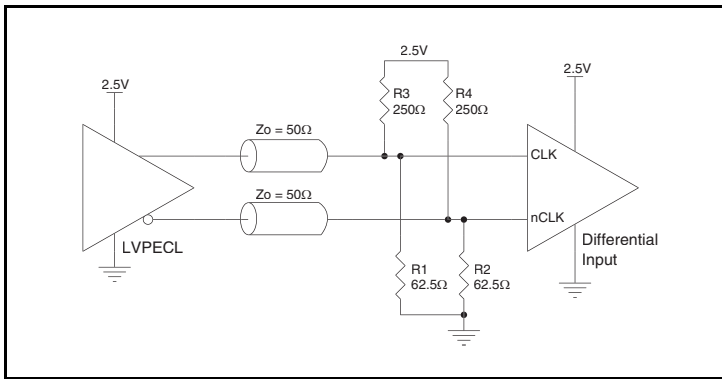 2.5V
2.5V
2.5V
R3
250Ω
R4
250Ω
Zo = 50Ω
CLK
Zo = 50Ω
nCLK
LVPECL
Differential
Input
R1
62.5Ω
R2
62.5Ω